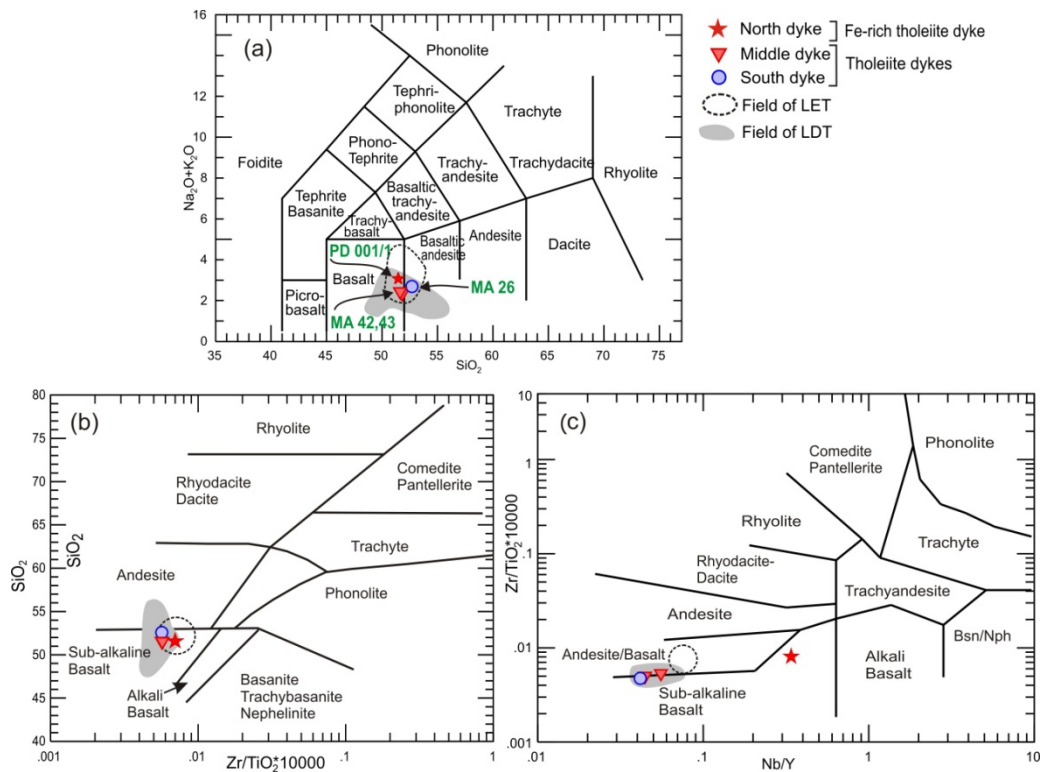 (a)
16
14
12
10
8
6
4
2
0
Na2O+K2O
35
40
45
50
55
60
65
70
75
SiO2
Phonolite
Tephri-
phonolite
Trachyte
Foidite
Phono-
Tephrite
Trachy-
andesite
Trachydacite
Rhyolite
Tephrite
Basanite
Basaltic
trachy-
andesite
Trachy-
basalt
PD 001/1
Basaltic
andesite
Andesite
Dacite
Basalt
Picro-
basalt
MA 26
MA 42,43
North dyke
Fe-rich tholeiite dyke
Middle dyke
Tholeiite dykes
South dyke
Field of LET
Field of LDT
(b)
80
75
70
65
60
55
50
45
40
SiO2
SiO2
Rhyolite
Comedite
Pantellerite
Rhyodacite
Dacite
Trachyte
Andesite
Phonolite
Sub-alkaline
Basalt
Alkali
Basalt
Basanite
Trachybasanite
Nephelinite
.001
.01
0.1
1
Zr/TiO2*10000
(c)
10
1
0.1
.010
.001
Zr/TiO2*10000
Comedite
Pantellerite
Phonolite
Rhyolite
Trachyte
Rhyodacite-
Dacite
Trachyandesite
Andesite
Bsn/Nph
Andesite/Basalt
Alkali
Basalt
Sub-alkaline
Basalt
.01
0.1
1
10
Nb/Y